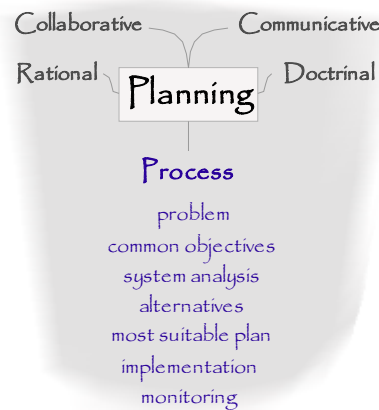 Collaborative
Communicative
Rational
Doctrinal
Planning
Process
problem
common objectives
system analysis
alternatives
most suitable plan
implementation
monitoring